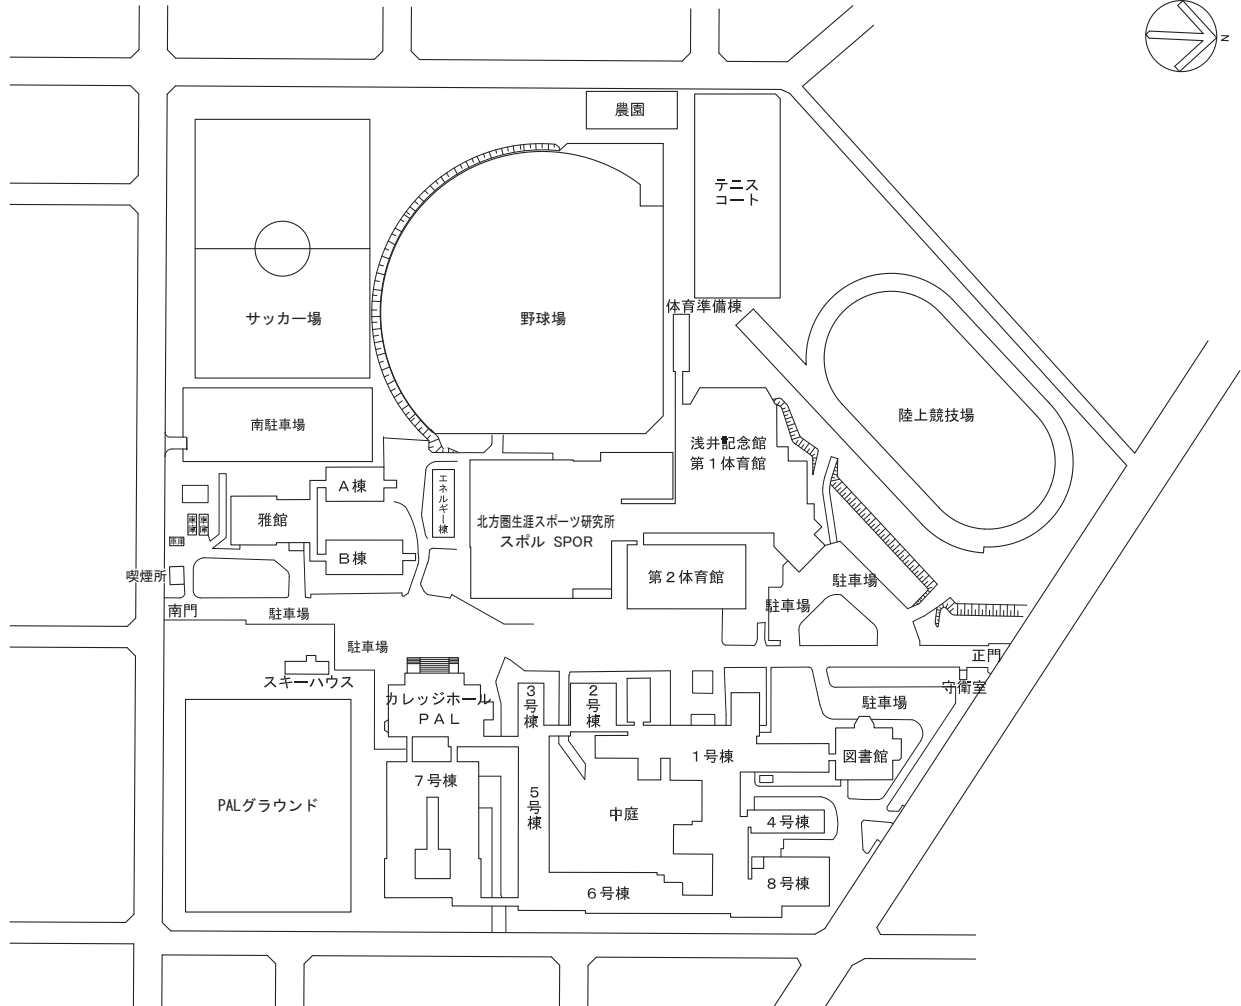 N
農園
テニス
コート
体育準備棟
サッカー場
野球場
陸上競技場
南駐車場
浅井記念館
第１体育館
A棟
エネルギー棟
雅館
北方圏生涯スポーツ研究所
スポル SPOR
B棟
喫煙所
第２体育館
駐車場
駐車場
南門
駐車場
駐車場
正門
スキーハウス
守衛室
カレッジホール
ＰＡＬ
３号棟
２号棟
駐車場
１号棟
図書館
７号棟
PALグラウンド
５号棟
中庭
４号棟
６号棟
８号棟